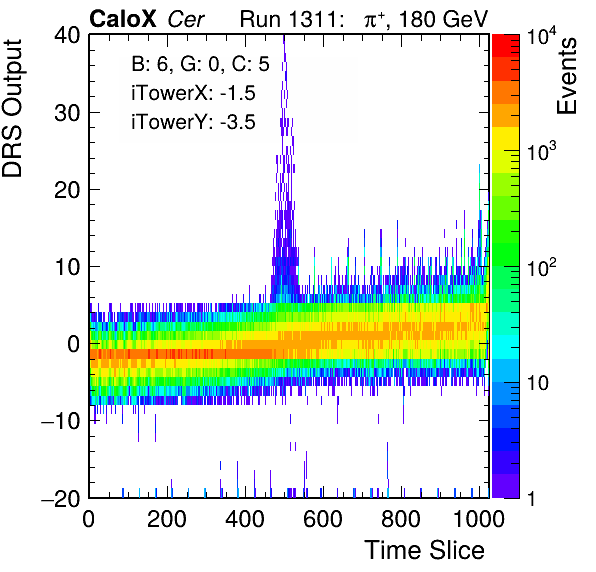 CaloX Cer Run 1311: π⁺, 180 GeV
B: 6, G: 0, C: 5
iTowerX: -1.5
iTowerY: -3.5
DRS Output
40
30
20
10
0
−10
−20
0 200 400 600 800 1000
Time Slice
Events
10⁴
10³
10²
10
1